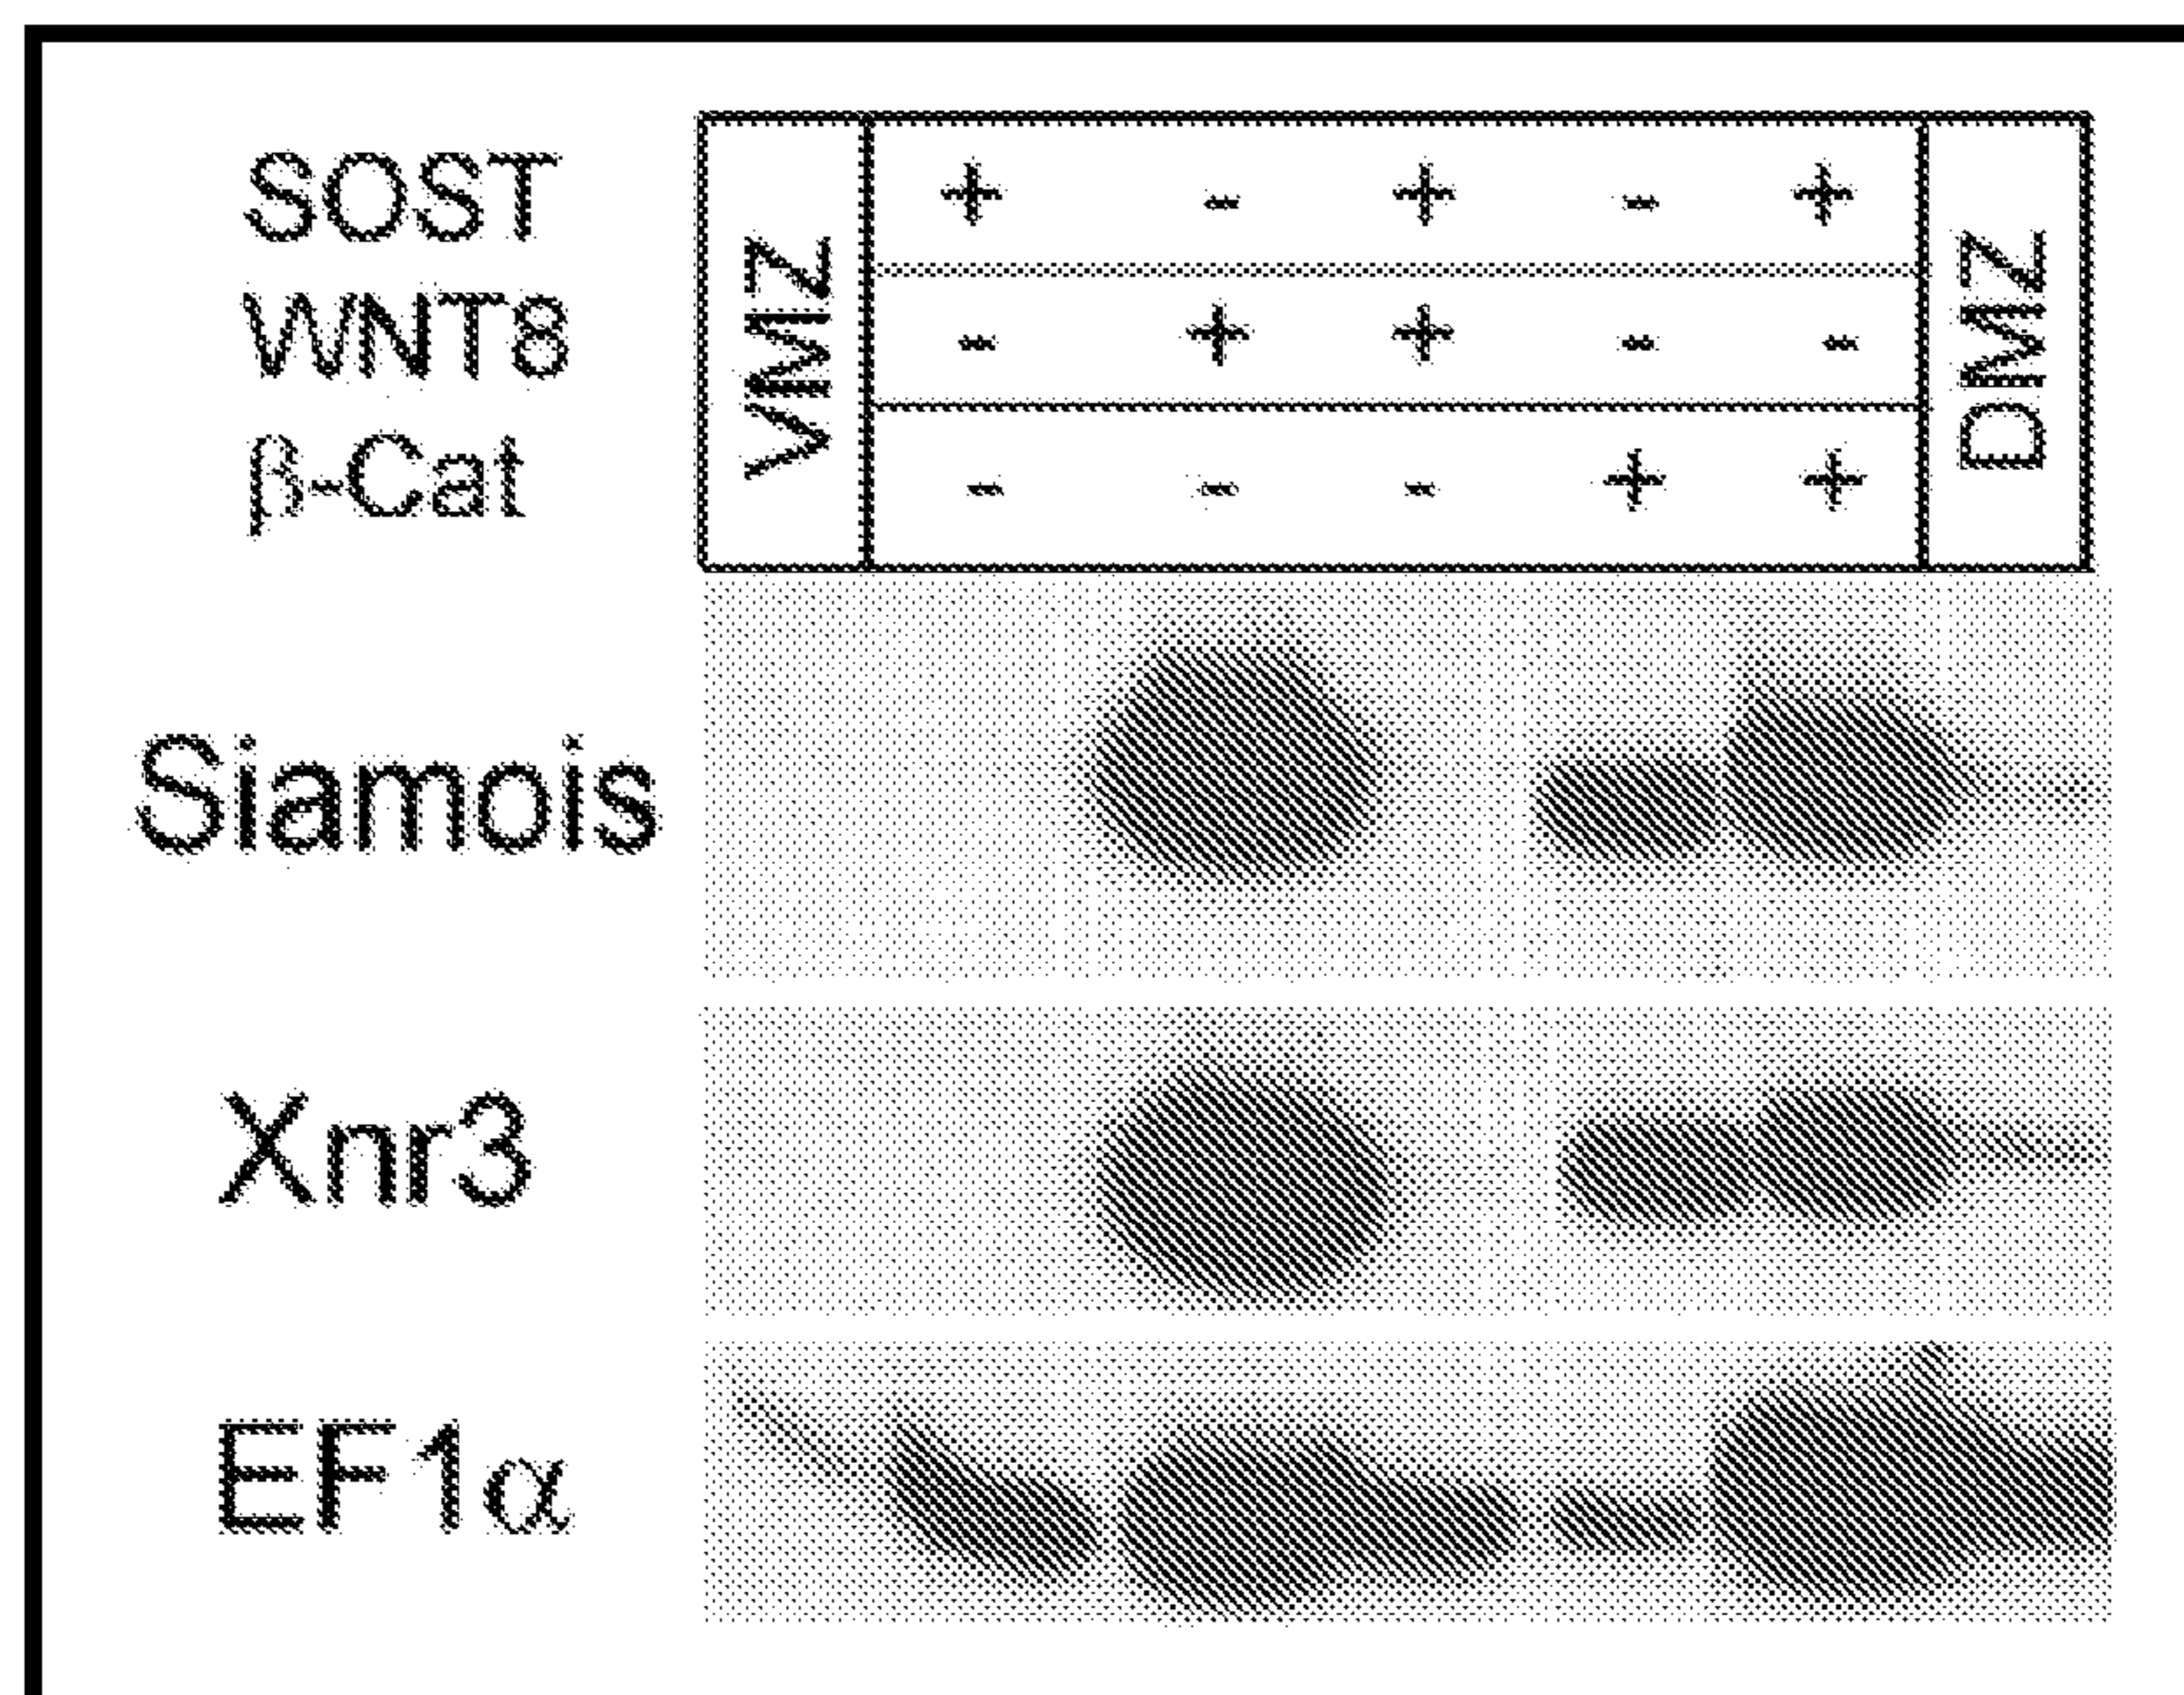 SOST + - + - +
WNT8 - + + - -
β-Cat - - - + +
VMZ
DMZ
Siamois
Xnr3
EF1α